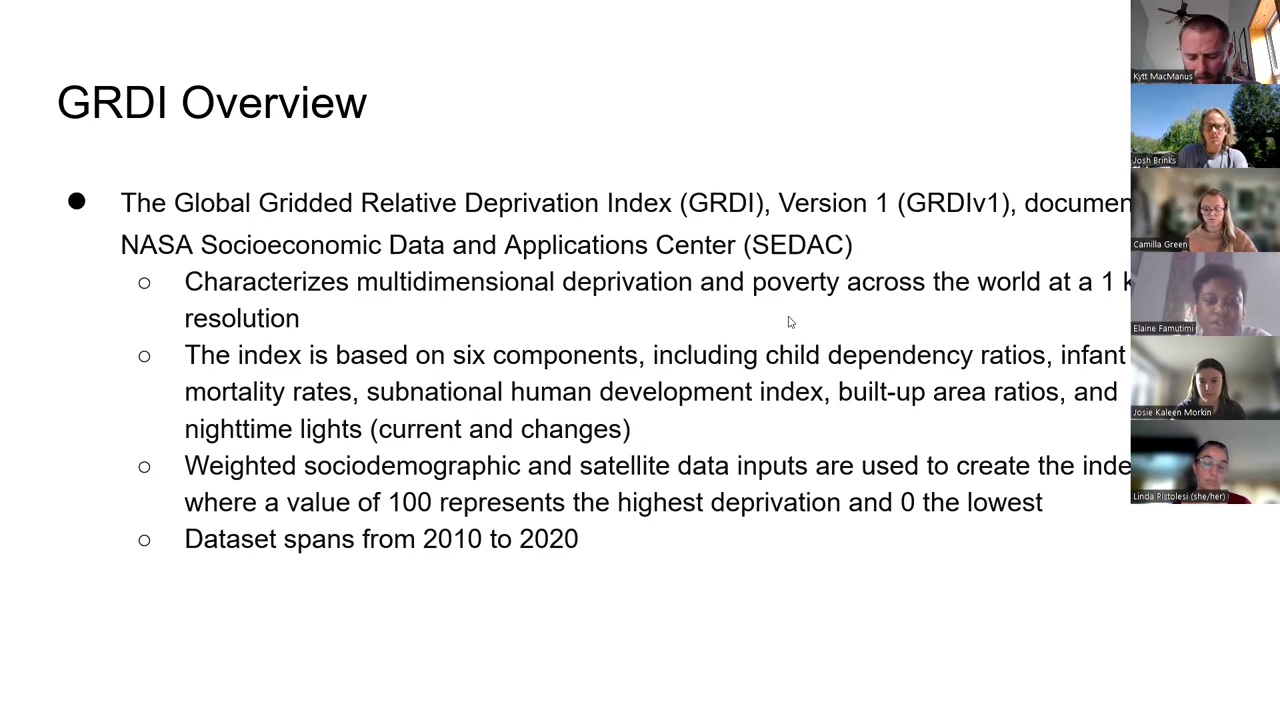 GRDI Overview
● The Global Gridded Relative Deprivation Index (GRDI), Version 1 (GRDIv1),
NASA Socioeconomic Data and Applications Center (SEDAC)
○ Characterizes multidimensional deprivation and poverty across the world at a 1
resolution
○ The index is based on six components, including child dependency ratios, infant
mortality rates, subnational human development index, built-up area ratios, and
nighttime lights (current and changes)
○ Weighted sociodemographic and satellite data inputs are used to create the
where a value of 100 represents the highest deprivation and 0 the lowest
○ Dataset spans from 2010 to 2020
Kytt MacManus
Josh Brinks
Camilla Green
Elaine Famutimi
Josie Kaleen Morkin
Linda Pistolesi (she/her)